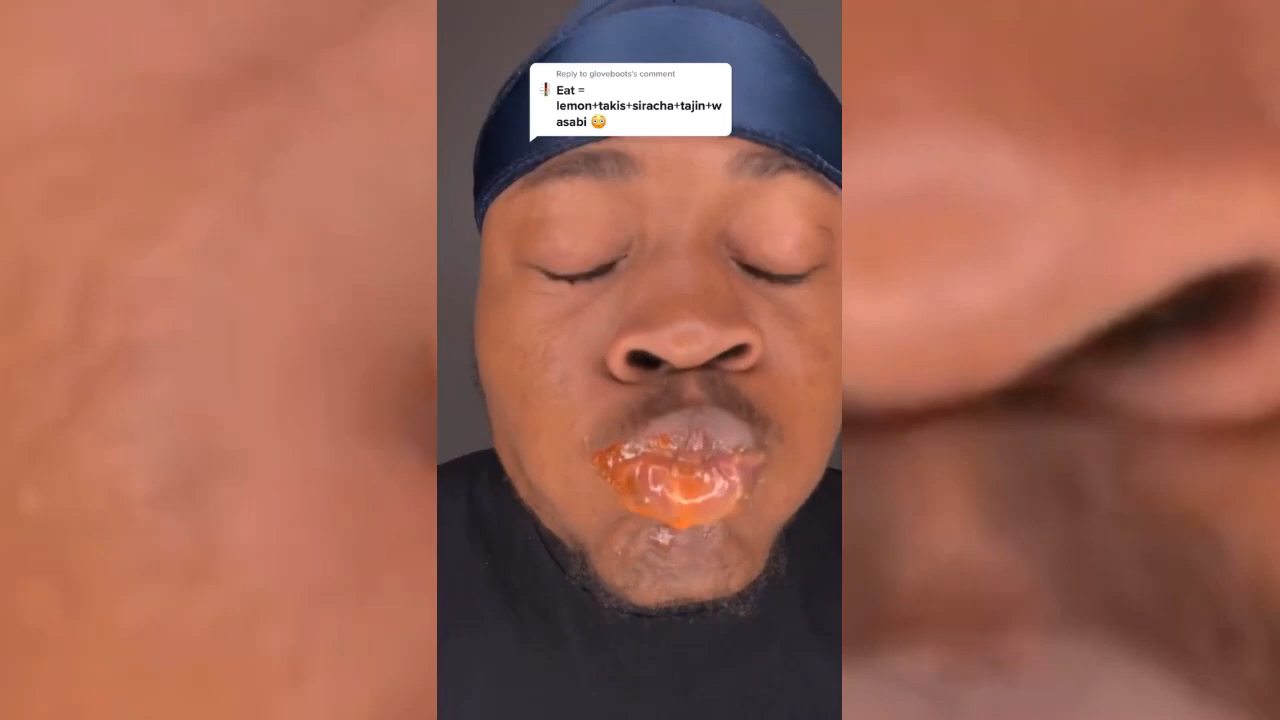 Reply to gloveboots's comment
Eat =
lemon+takis+siracha+tajin+w
asabi 😳